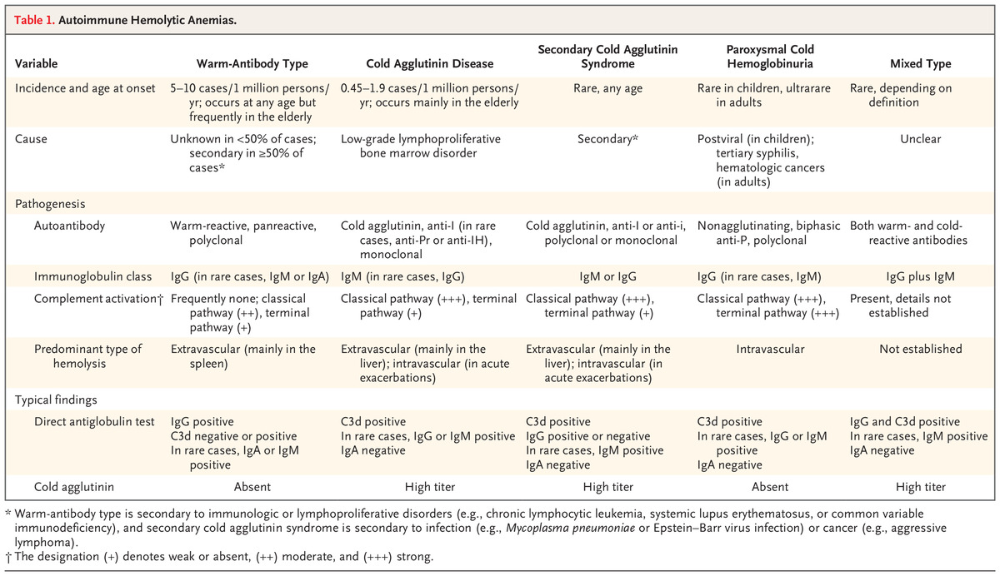 Table 1. Autoimmune Hemolytic Anemias.
Variable
Warm-Antibody Type
Cold Agglutinin Disease
Secondary Cold Agglutinin
Syndrome
Paroxysmal Cold
Hemoglobinuria
Mixed Type
Incidence and age at onset
5–10 cases/1 million persons/
yr; occurs at any age but
frequently in the elderly
0.45–1.9 cases/1 million persons/
yr; occurs mainly in the elderly
Rare, any age
Rare in children, ultrarare
in adults
Rare, depending on
definition
Cause
Unknown in <50% of cases;
secondary in ≥50% of
cases*
Low-grade lymphoproliferative
bone marrow disorder
Secondary*
Postviral (in children);
tertiary syphilis,
hematologic cancers
(in adults)
Unclear
Pathogenesis
Autoantibody
Warm-reactive, panreactive,
polyclonal
Cold agglutinin, anti-I (in rare
cases, anti-Pr or anti-IH),
monoclonal
Cold agglutinin, anti-I or anti-i,
polyclonal or monoclonal
Nonagglutinating, biphasic
anti-P, polyclonal
Both warm- and cold-
reactive antibodies
Immunoglobulin class
IgG (in rare cases, IgM or IgA)
IgM (in rare cases, IgG)
IgM or IgG
IgG (in rare cases, IgM)
IgG plus IgM
Complement activation†
Frequently none; classical
pathway (++), terminal
pathway (+)
Classical pathway (+++), terminal
pathway (+)
Classical pathway (+++),
terminal pathway (+)
Classical pathway (+++),
terminal pathway (+++)
Present, details not
established
Predominant type of
hemolysis
Extravascular (mainly in the
spleen)
Extravascular (mainly in the
liver); intravascular (in acute
exacerbations)
Extravascular (mainly in the
liver); intravascular (in
acute exacerbations)
Intravascular
Not established
Typical findings
Direct antiglobulin test
IgG positive
C3d negative or positive
In rare cases, IgA or IgM
positive
C3d positive
In rare cases, IgG or IgM positive
IgA negative
C3d positive
IgG positive or negative
In rare cases, IgM positive
IgA negative
C3d positive
In rare cases, IgG or IgM
positive
IgA negative
IgG and C3d positive
In rare cases, IgM positive
IgA negative
Cold agglutinin
Absent
High titer
High titer
Absent
High titer
* Warm-antibody type is secondary to immunologic or lymphoproliferative disorders (e.g., chronic lymphocytic leukemia, systemic lupus erythematosus, or common variable
immunodeficiency), and secondary cold agglutinin syndrome is secondary to infection (e.g., Mycoplasma pneumoniae or Epstein–Barr virus infection) or cancer (e.g., aggressive
lymphoma).
† The designation (+) denotes weak or absent, (++) moderate, and (+++) strong.